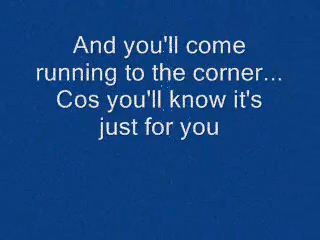 And you'll come
running to the corner...
Cos you'll know it's
just for you